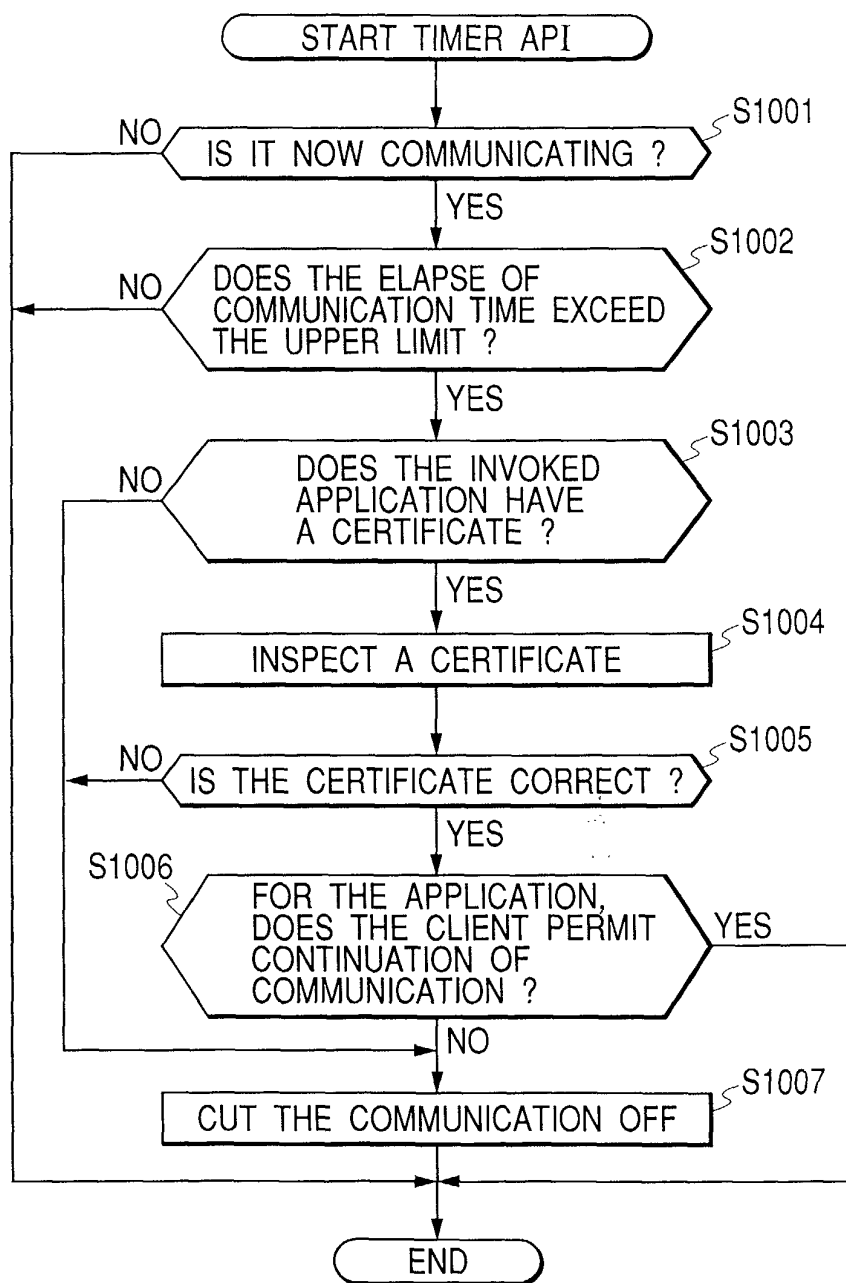 START TIMER API
S1001
NO
IS IT NOW COMMUNICATING ?
YES
S1002
NO
DOES THE ELAPSE OF
COMMUNICATION TIME EXCEED
THE UPPER LIMIT ?
YES
S1003
NO
DOES THE INVOKED
APPLICATION HAVE
A CERTIFICATE ?
YES
S1004
INSPECT A CERTIFICATE
S1005
NO
IS THE CERTIFICATE CORRECT ?
YES
S1006
FOR THE APPLICATION,
DOES THE CLIENT PERMIT
CONTINUATION OF
COMMUNICATION ?
YES
NO
S1007
CUT THE COMMUNICATION OFF
END